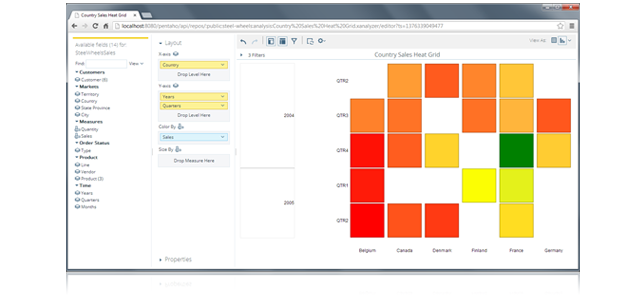 Country Sales Heat Grid
localhost:8080/pentaho/api/repos/:public:steel-wheels:analysisCountry%20Sales%20Heat%20Grid.xanalyzer/editor?ts=1376339049477
Available fields (14) for
SteelWheelsSales
Find
View
Customers
Customer (6)
Markets
Territory
Country
State Province
City
Measures
Quantity
Sales
Order Status
Type
Product
Line
Vendor
Product (3)
Time
Years
Quarters
Months
Layout
X-axis
Country
Drop Level Here
Y-axis
Years
Quarters
Drop Level Here
Color By
Sales
Size By
Drop Measure Here
Properties
View As:
3 Filters
Country Sales Heat Grid
2004
QTR2
QTR3
QTR4
2005
QTR1
QTR2
Belgium
Canada
Denmark
Finland
France
Germany